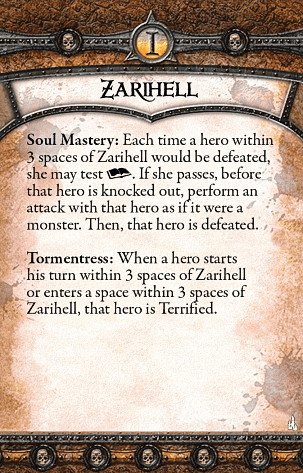 I
ZARIHELL
Soul Mastery: Each time a hero within
3 spaces of Zarihell would be defeated,
she may test . If she passes, before
that hero is knocked out, perform an
attack with that hero as if it were a
monster. Then, that hero is defeated.
Tormentress: When a hero starts
his turn within 3 spaces of Zarihell
or enters a space within 3 spaces of
Zarihell, that hero is Terrified.